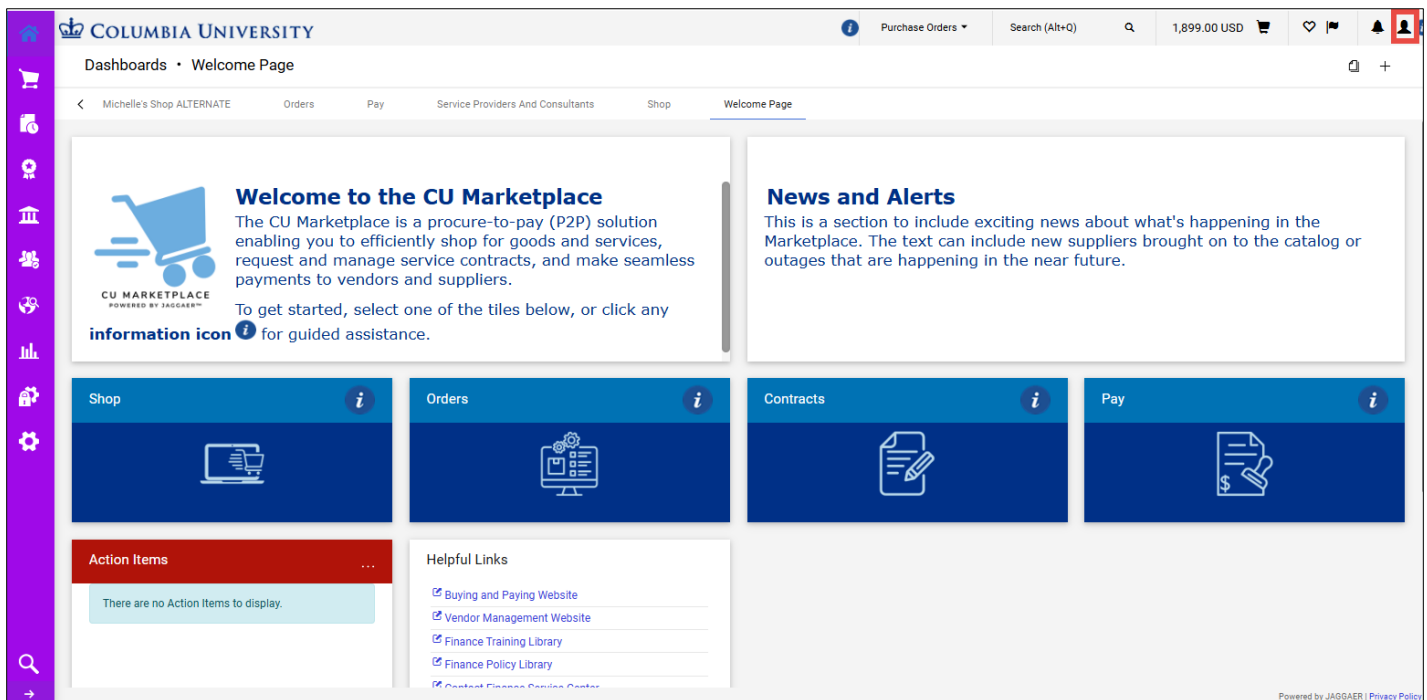 COLUMBIA UNIVERSITY
Purchase Orders
Search (Alt+Q)
1,899.00 USD
Dashboards • Welcome Page
Michelle's Shop ALTERNATE
Orders
Pay
Service Providers And Consultants
Shop
Welcome Page
Welcome to the CU Marketplace
The CU Marketplace is a procure-to-pay (P2P) solution
enabling you to efficiently shop for goods and services,
request and manage service contracts, and make seamless
payments to vendors and suppliers.
To get started, select one of the tiles below, or click any
information icon i for guided assistance.
CU MARKETPLACE
POWERED BY JAGGAER™
News and Alerts
This is a section to include exciting news about what's happening in the
Marketplace. The text can include new suppliers brought on to the catalog or
outages that are happening in the near future.
Shop
Orders
Contracts
Pay
Action Items
...
There are no Action Items to display.
Helpful Links
Buying and Paying Website
Vendor Management Website
Finance Training Library
Finance Policy Library
Contact Finance Service Center
Powered by JAGGAER | Privacy Policy